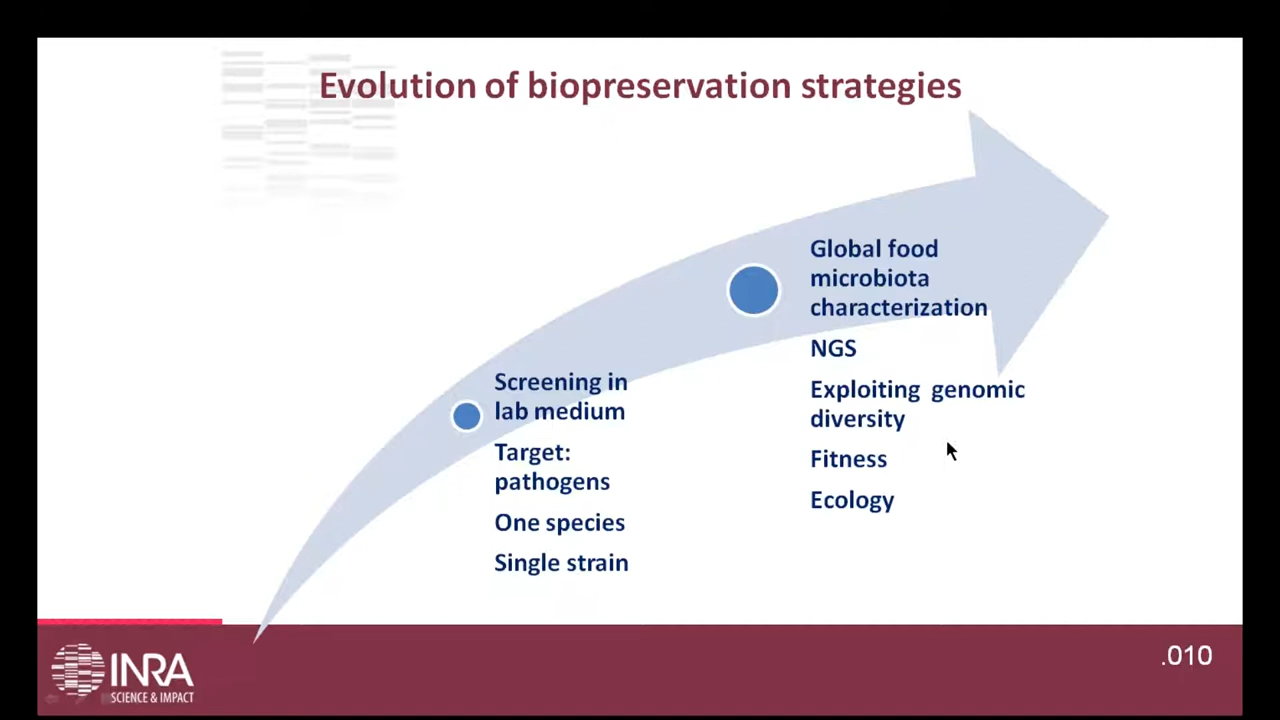 Evolution of biopreservation strategies
Screening in
lab medium
Target:
pathogens
One species
Single strain
Global food
microbiota
characterization
NGS
Exploiting genomic
diversity
Fitness
Ecology
INRA
SCIENCE & IMPACT
.010